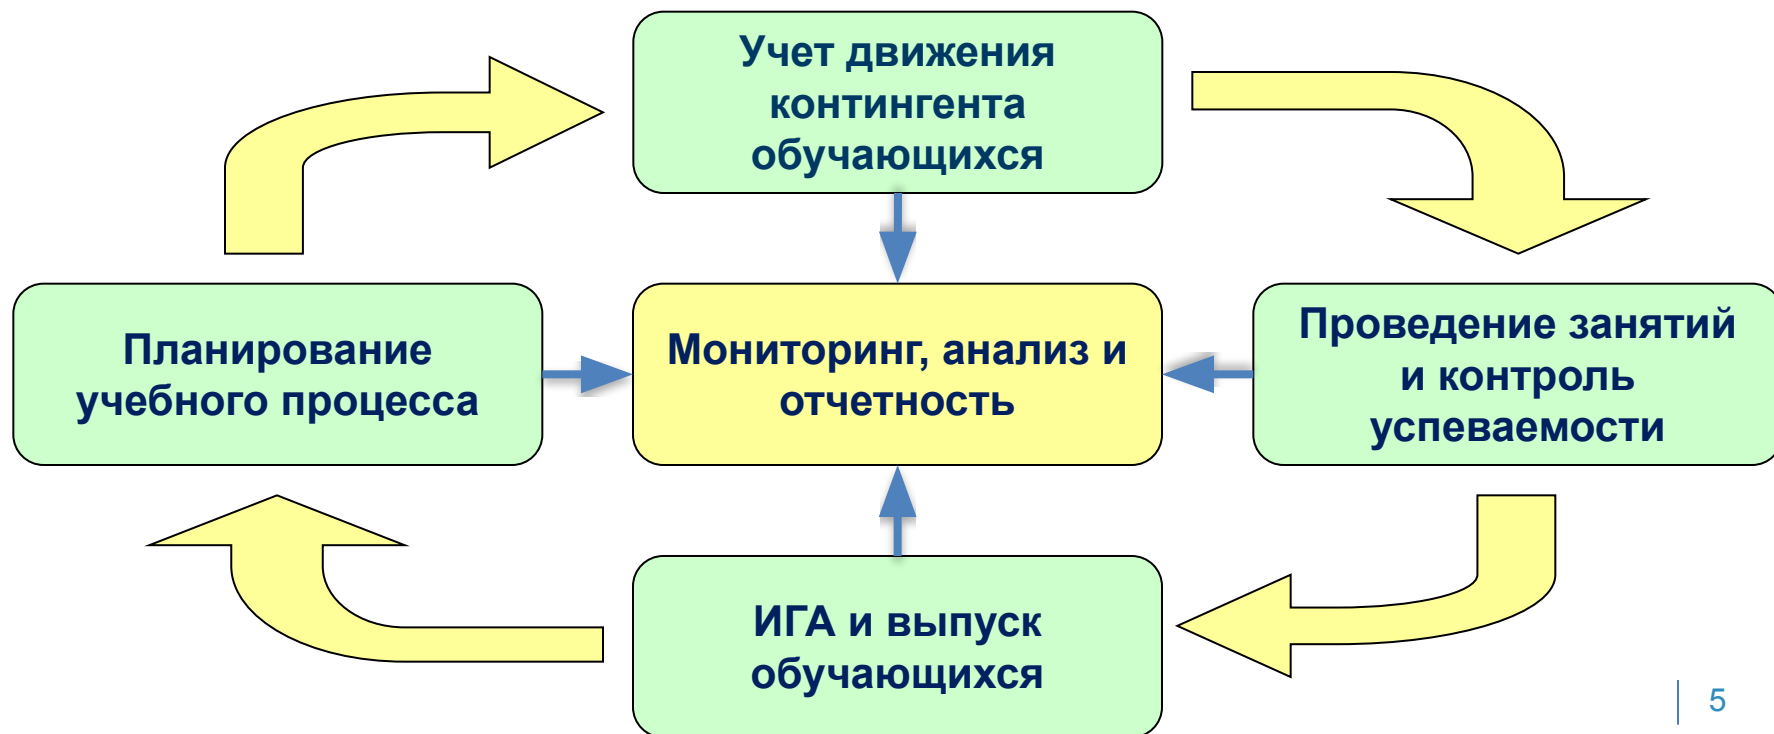 Учет движения
контингента
обучающихся
Планирование
учебного процесса
Мониторинг, анализ и
отчетность
Проведение занятий
и контроль
успеваемости
ИГА и выпуск
обучающихся
5